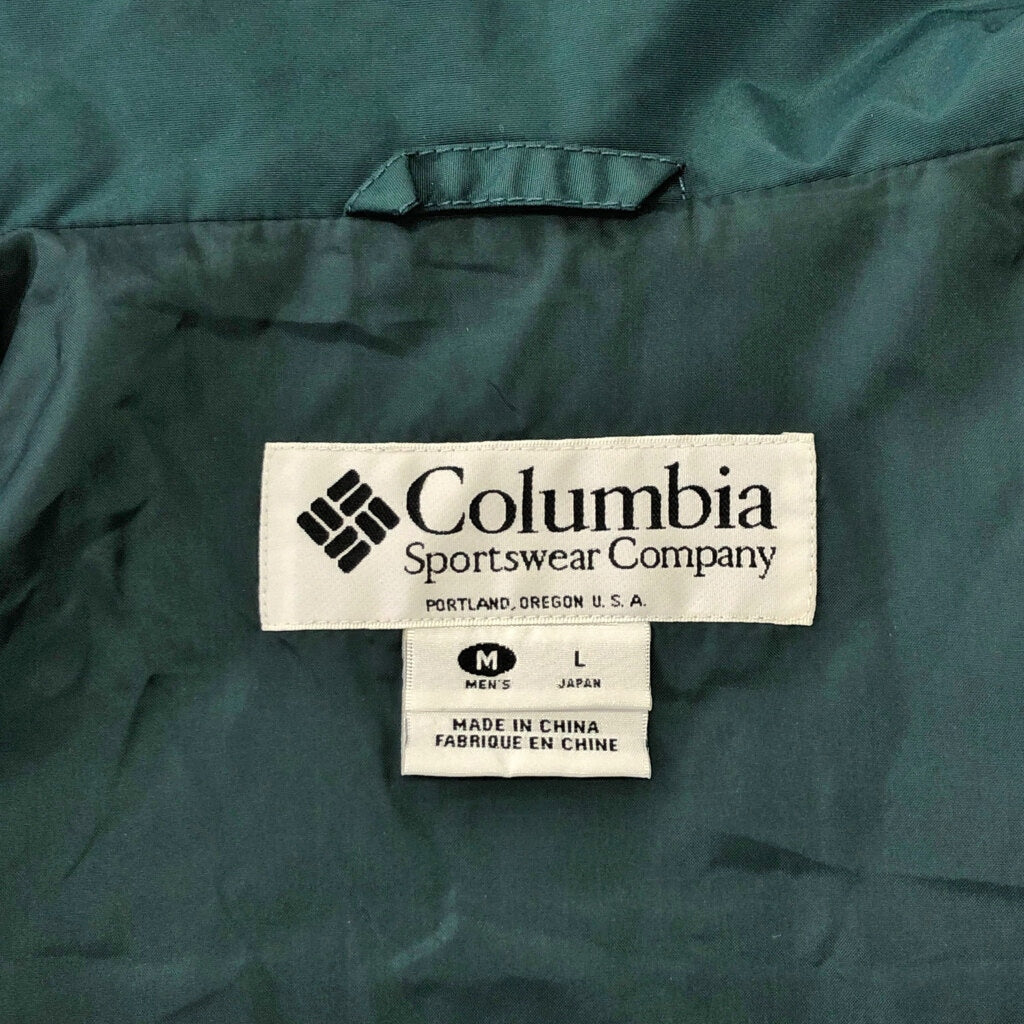 Columbia
Sportswear Company
PORTLAND, OREGON U. S. A.
M L
MEN'S JAPAN
MADE IN CHINA
FABRIQUE EN CHINE